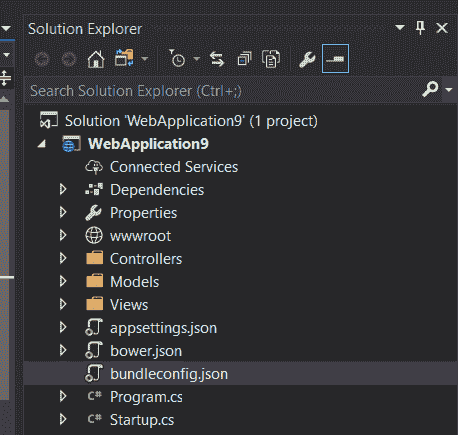 Solution Explorer
Search Solution Explorer (Ctrl+;)
Solution 'WebApplication9' (1 project)
WebApplication9
Connected Services
Dependencies
Properties
wwwroot
Controllers
Models
Views
appsettings.json
bower.json
bundleconfig.json
C# Program.cs
C# Startup.cs